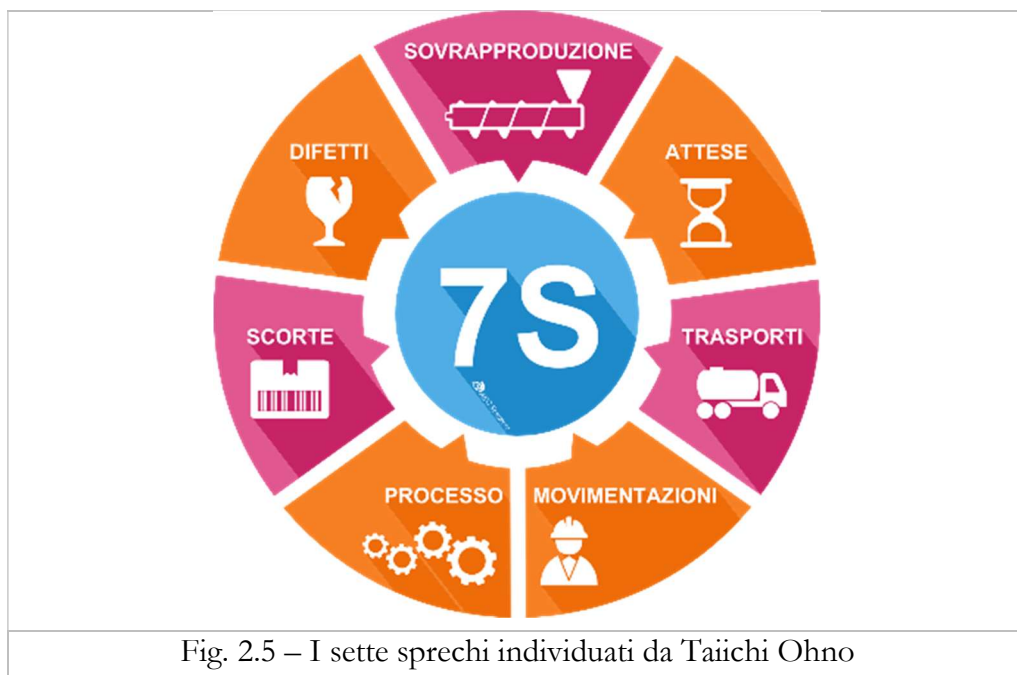 SOVRAPPRODUZIONE
ATTESE
TRASPORTI
MOVIMENTAZIONI
PROCESSO
SCORTE
DIFETTI
7S
Fig. 2.5 – I sette sprechi individuati da Taiichi Ohno